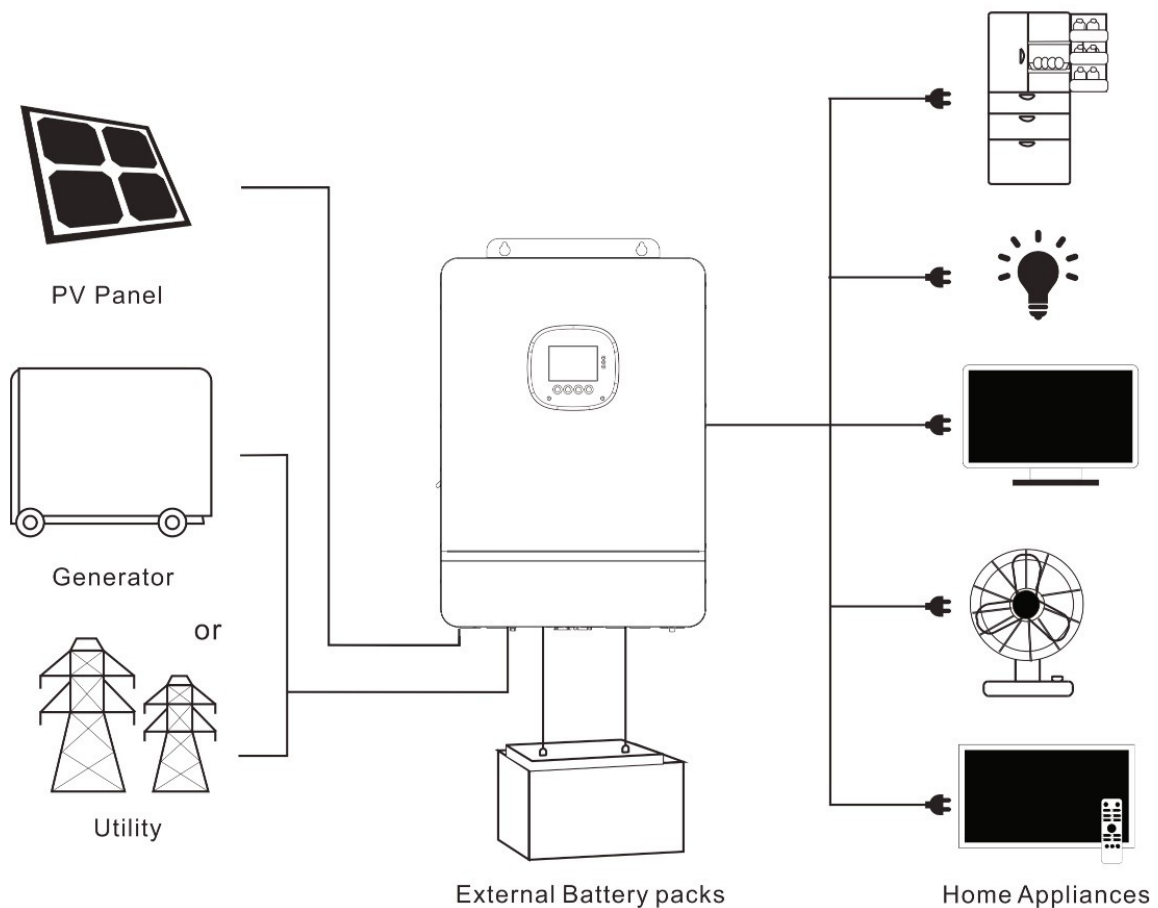 PV Panel
Generator
or
Utility
External Battery packs
Home Appliances